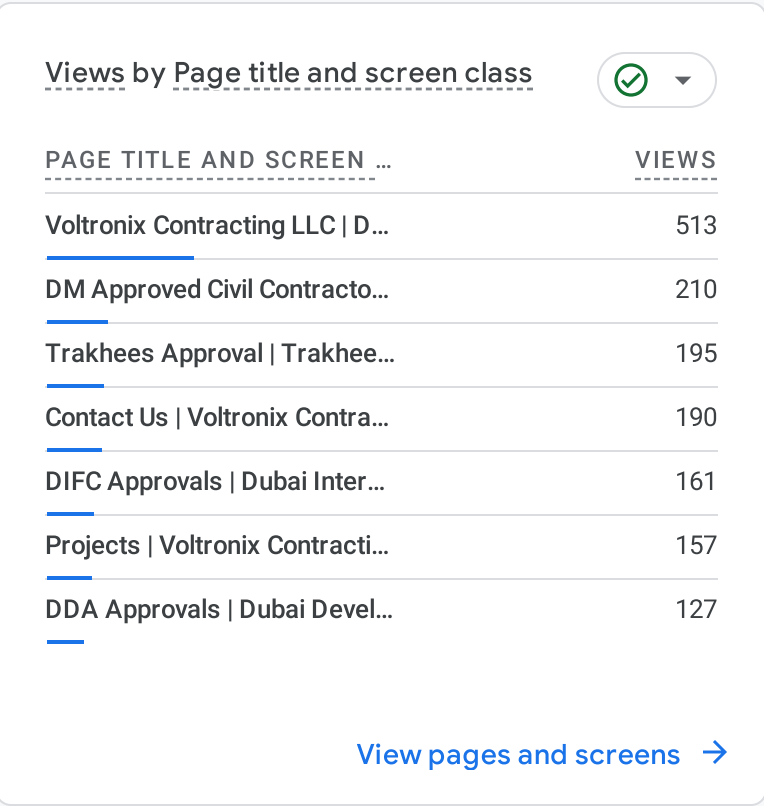 Views by Page title and screen class
PAGE TITLE AND SCREEN … VIEWS
Voltronix Contracting LLC | D… 513
DM Approved Civil Contracto… 210
Trakhees Approval | Trakhee… 195
Contact Us | Voltronix Contra… 190
DIFC Approvals | Dubai Inter… 161
Projects | Voltronix Contracti… 157
DDA Approvals | Dubai Devel… 127
View pages and screens